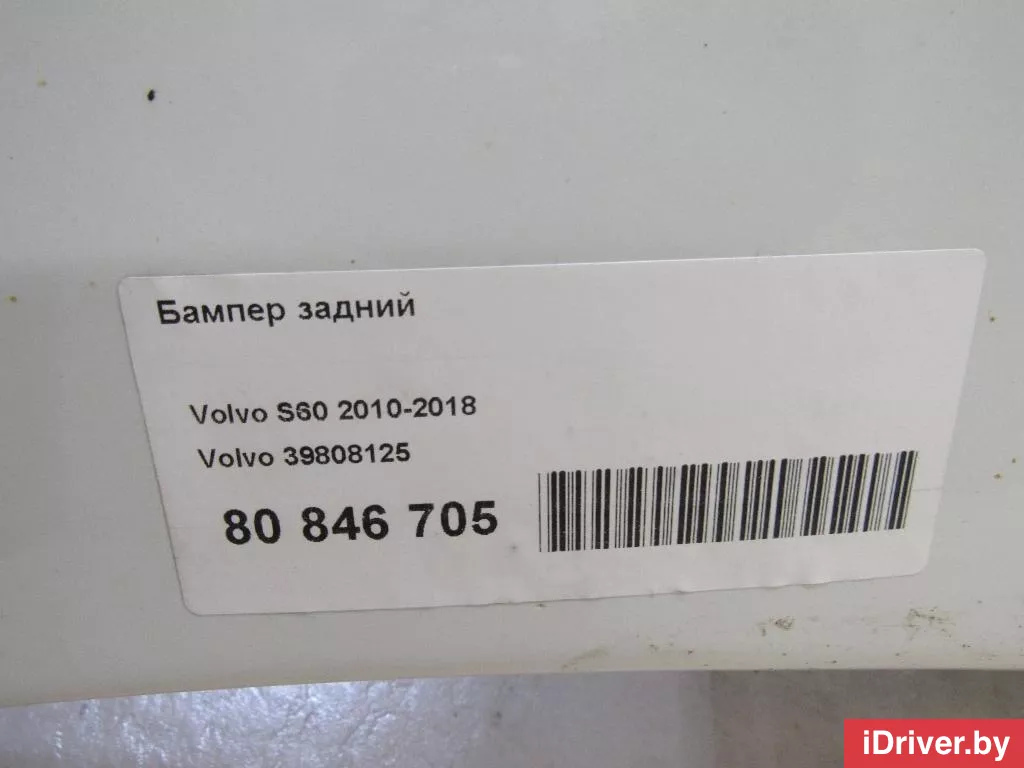 Бампер задний
Volvo S60 2010-2018
Volvo 39808125
80 846 705
iDriver.by